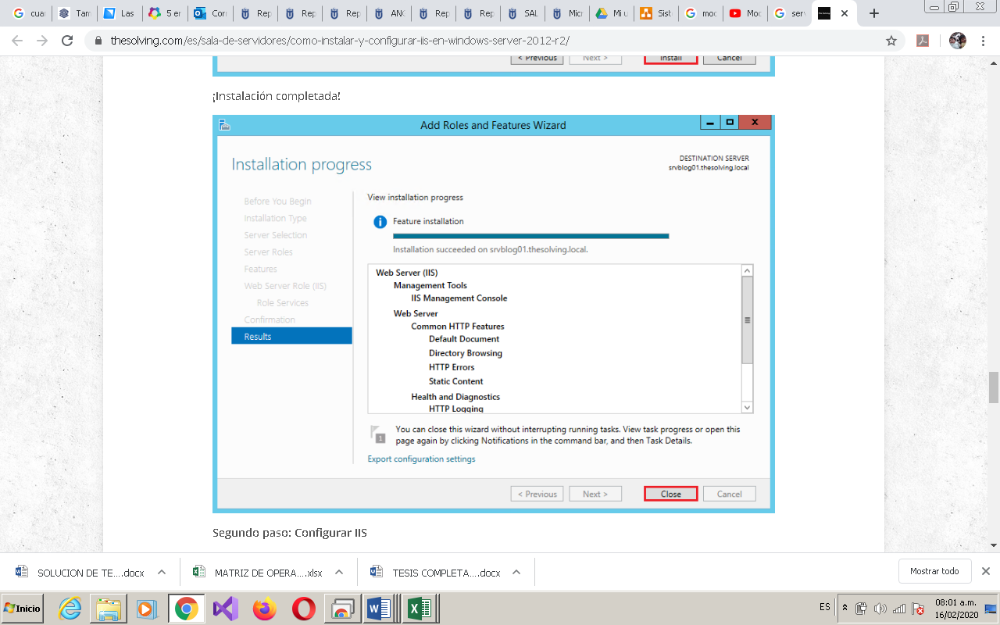 cuar
Tam
Las
5 er
Cor
Rep
Rep
Rep
ANC
Rep
Rep
SAL
Micr
Mi u
Sist
moc
Moc
serv
thesolving.com/es/sala-de-servidores/como-instalar-y-configurar-iis-en-windows-server-2012-r2/
< Previous
Next >
Install
Cancel
¡Instalación completada!
Add Roles and Features Wizard
Installation progress
DESTINATION SERVER
srvblog01.thesolving.local
Before You Begin
Installation Type
Server Selection
Server Roles
Features
Web Server Role (IIS)
Role Services
Confirmation
Results
View installation progress
Feature installation
Installation succeeded on srvblog01.thesolving.local.
Web Server (IIS)
Management Tools
IIS Management Console
Web Server
Common HTTP Features
Default Document
Directory Browsing
HTTP Errors
Static Content
Health and Diagnostics
HTTP Logging
1
You can close this wizard without interrupting running tasks. View task progress or open this
page again by clicking Notifications in the command bar, and then Task Details.
Export configuration settings
< Previous
Next >
Close
Cancel
Segundo paso: Configurar IIS
SOLUCION DE TE....docx
MATRIZ DE OPERA....xlsx
TESIS COMPLETA....docx
Mostrar todo
Inicio
ES
08:01 a.m.
16/02/2020